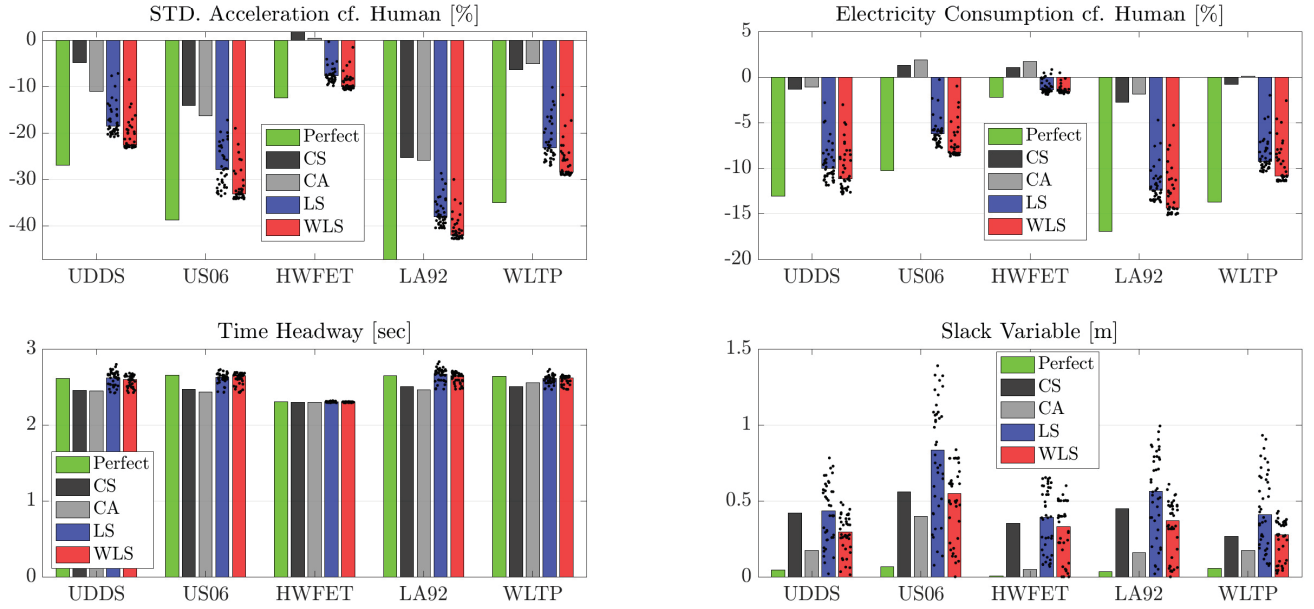 STD. Acceleration cf. Human [%]
0
-10
-20
-30
-40
Perfect
CS
CA
LS
WLS
UDDS US06 HWFET LA92 WLTP
Electricity Consumption cf. Human [%]
5
0
-5
-10
-15
-20
Perfect
CS
CA
LS
WLS
UDDS US06 HWFET LA92 WLTP
Time Headway [sec]
3
2
1
0
Perfect
CS
CA
LS
WLS
UDDS US06 HWFET LA92 WLTP
Slack Variable [m]
1.5
1
0.5
0
Perfect
CS
CA
LS
WLS
UDDS US06 HWFET LA92 WLTP